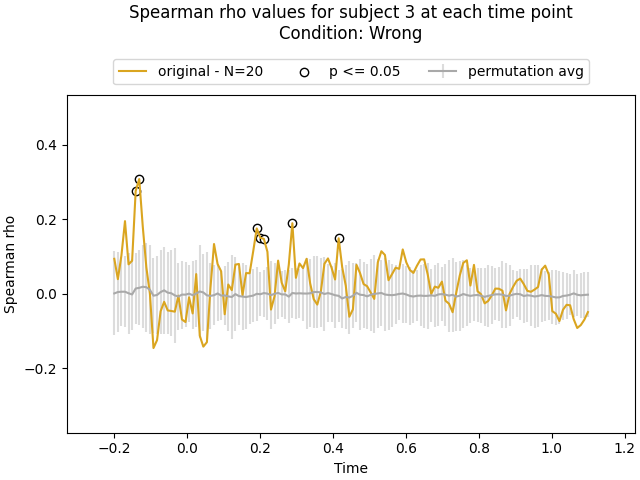 Spearman rho values for subject 3 at each time point
Condition: Wrong
original - N=20
p <= 0.05
permutation avg
Spearman rho
0.4
0.2
0.0
−0.2
−0.2
0.0
0.2
0.4
0.6
0.8
1.0
1.2
Time